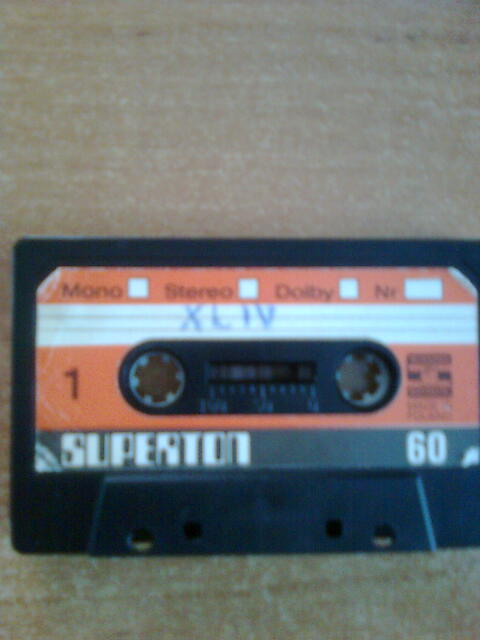 Mono Stereo Dolby Nr
XLIV
1
SUPERTON 60